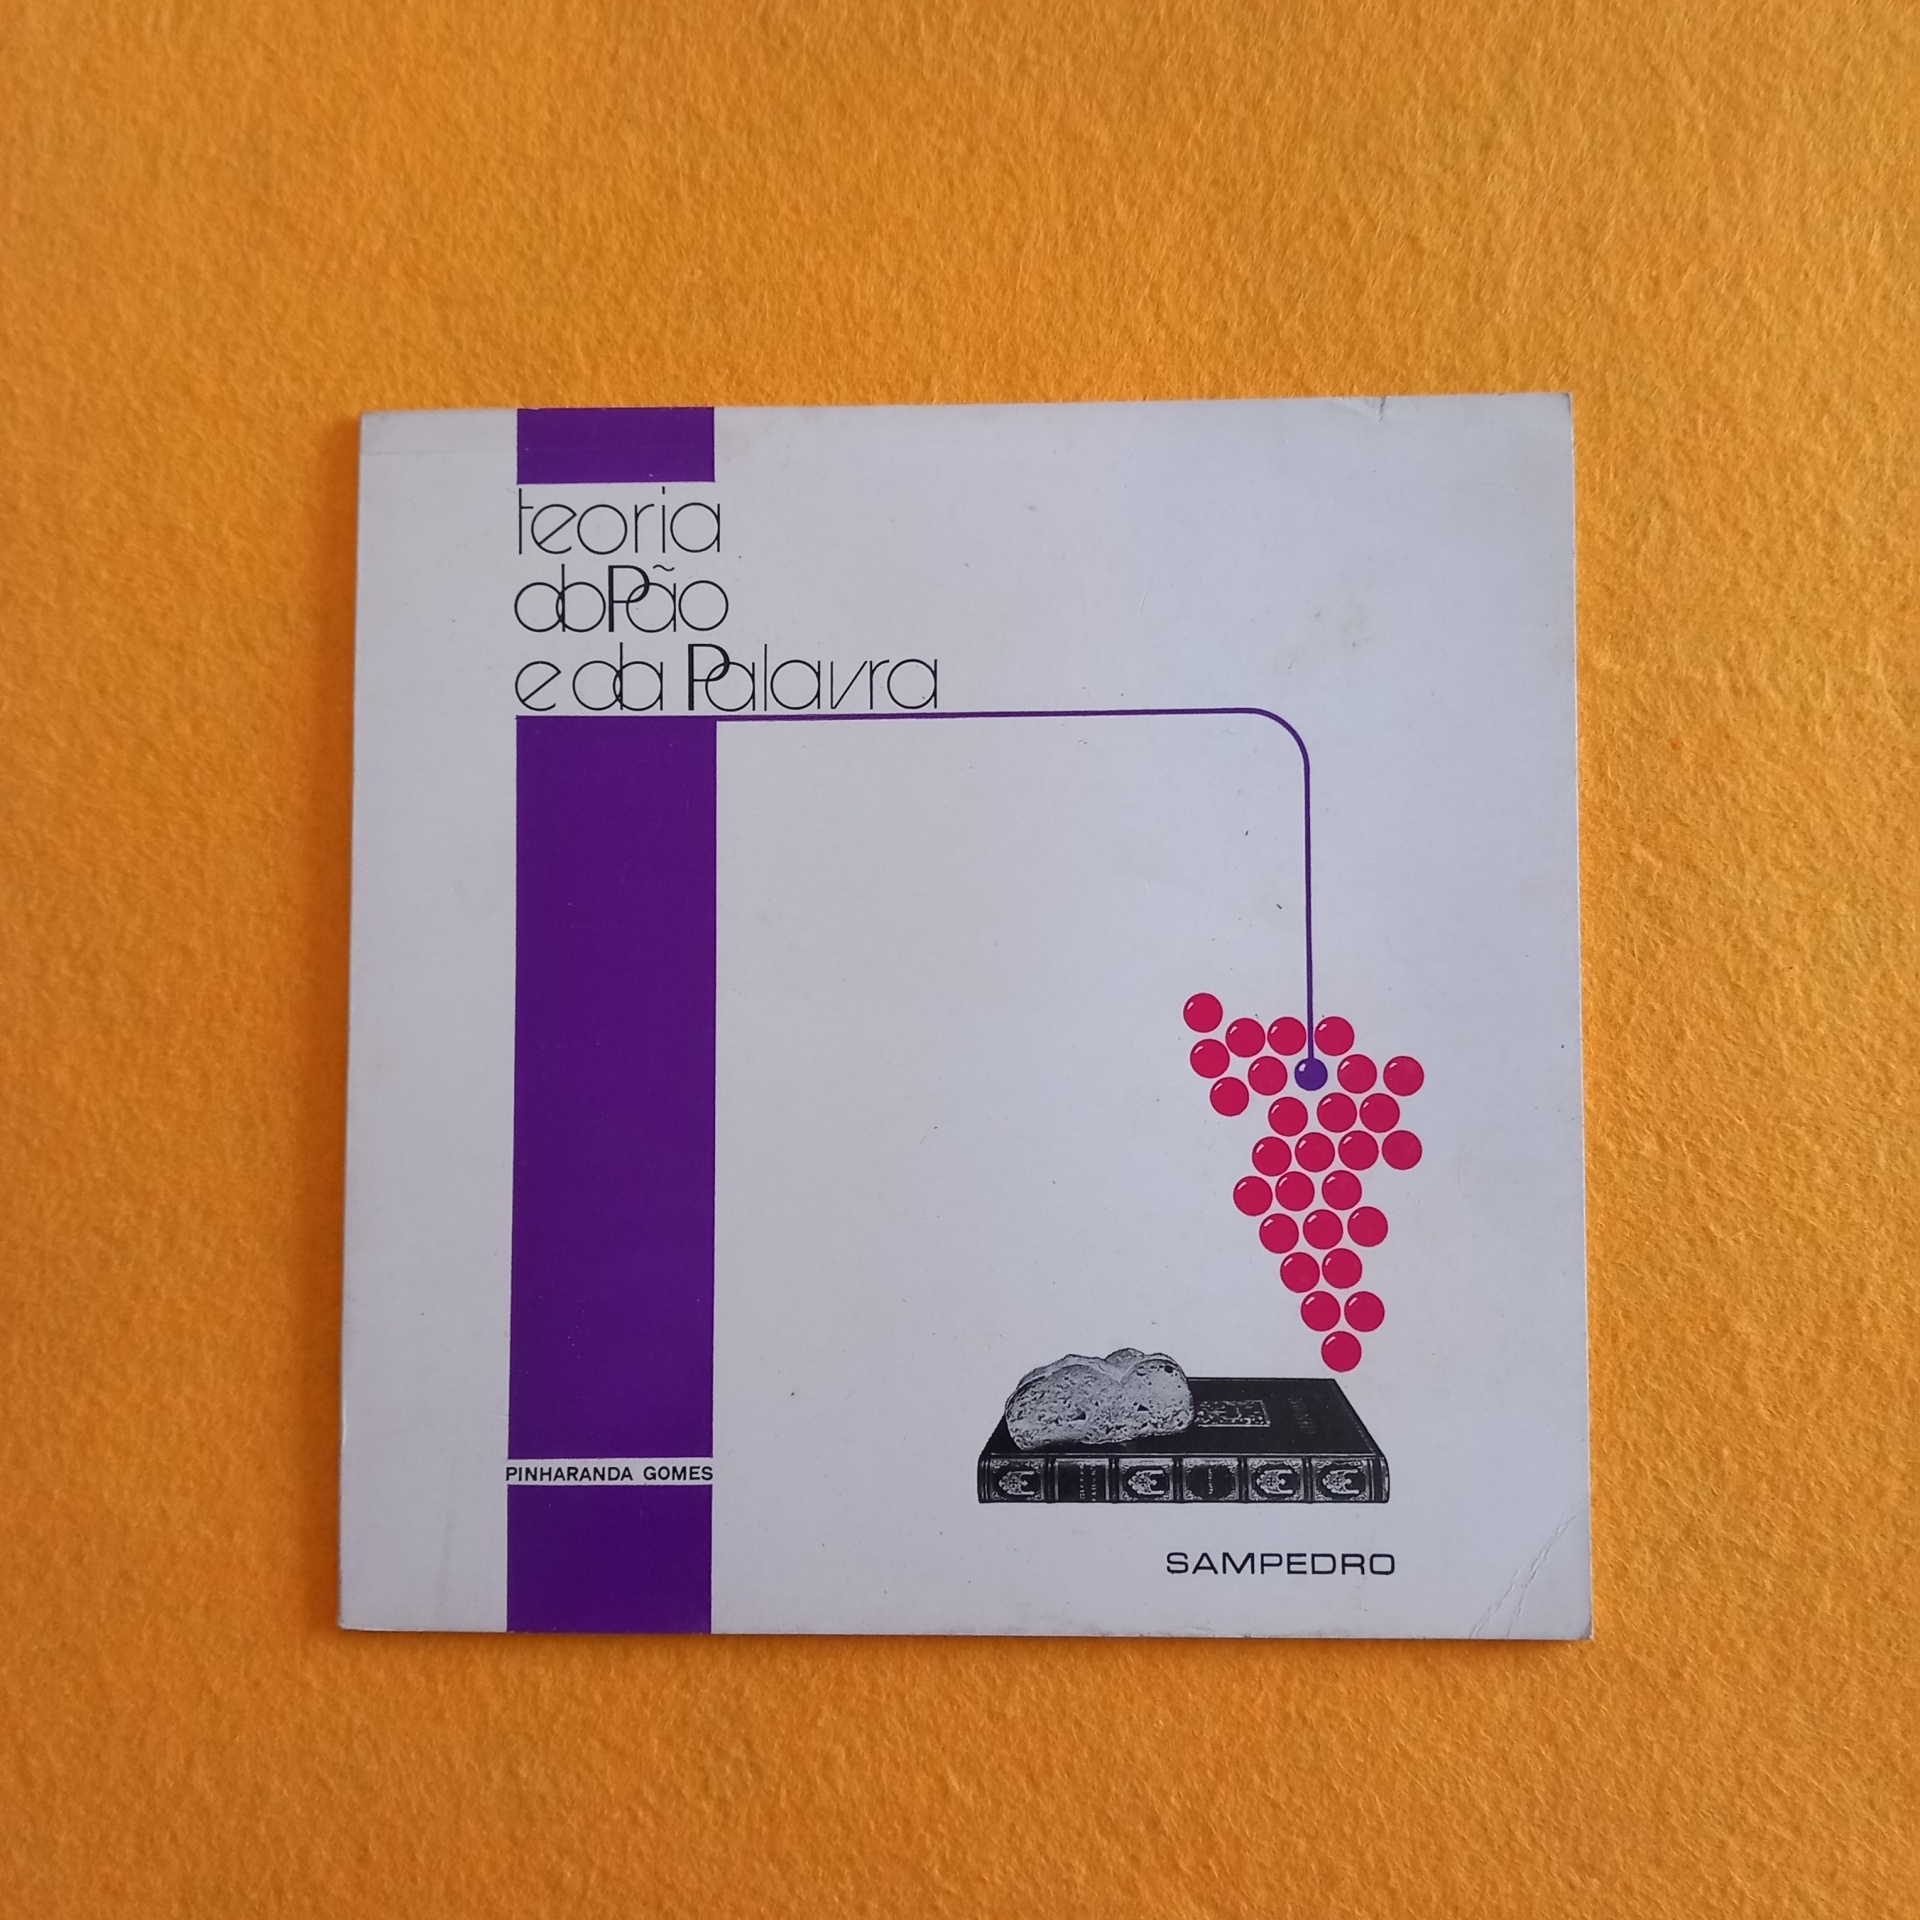 teoria
do Pão
e da Palavra
PINHARANDA GOMES
SAMPEDRO